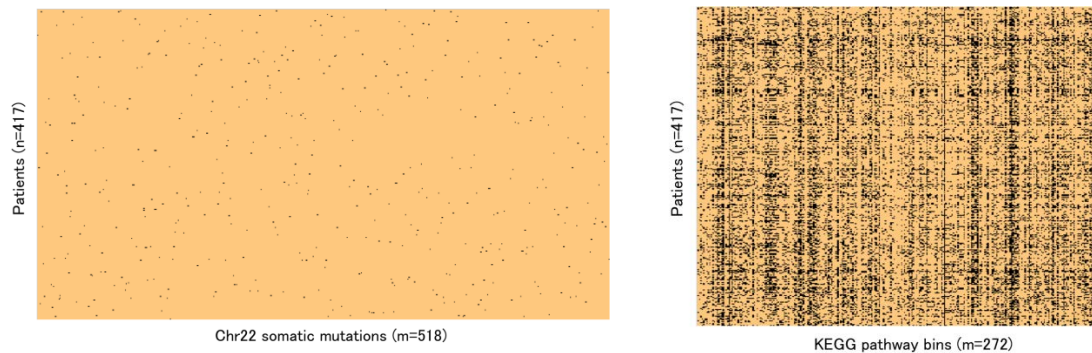 Patients (n=417)
Chr22 somatic mutations (m=518)
Patients (n=417)
KEGG pathway bins (m=272)